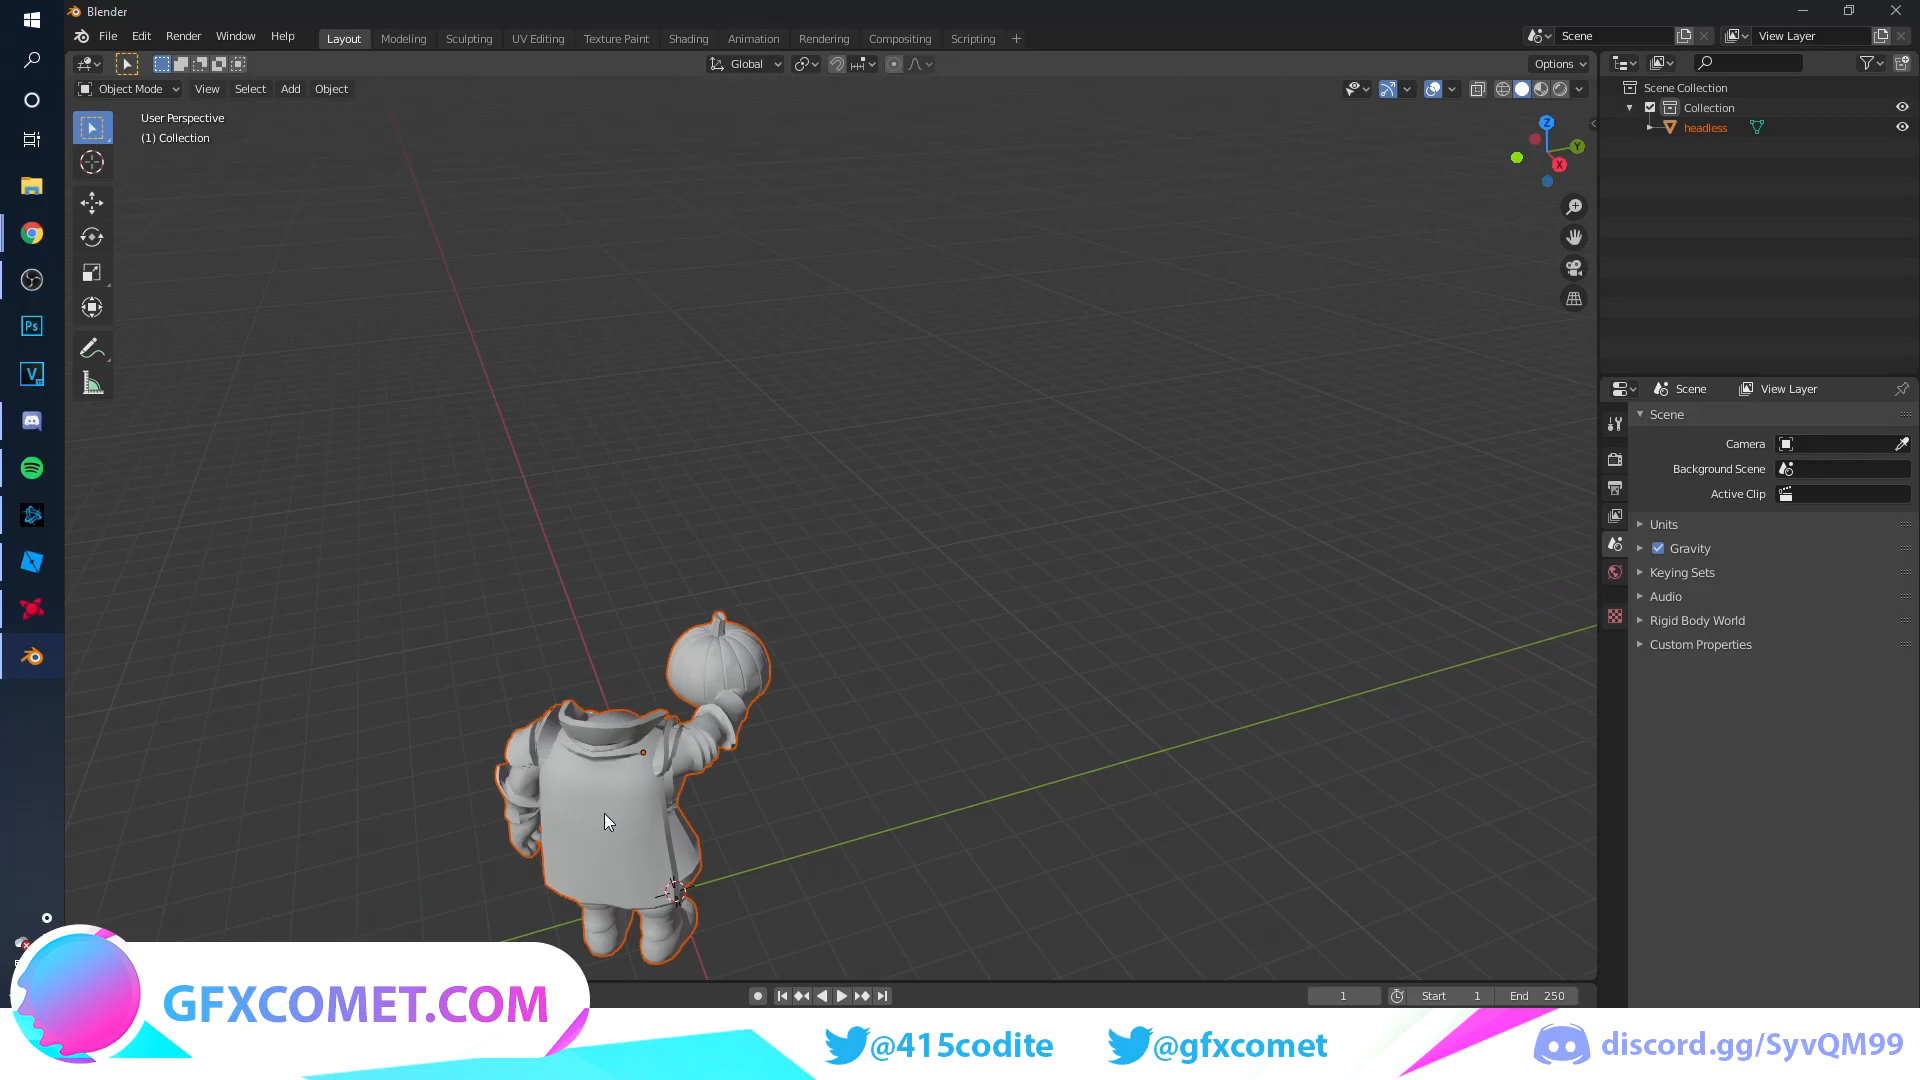 Blender
File Edit Render Window Help
Layout Modeling Sculpting UV Editing Texture Paint Shading Animation Rendering Compositing Scripting +
Scene
View Layer
Global
Options
Object Mode View Select Add Object
User Perspective
(1) Collection
Z
Y
X
Scene Collection
Collection
headless
Scene View Layer
Scene
Camera
Background Scene
Active Clip
Units
Gravity
Keying Sets
Audio
Rigid Body World
Custom Properties
Ps
V
1 Start 1 End 250
GFXCOMET.COM
@415codite
@gfxcomet
discord.gg/SyvQM99